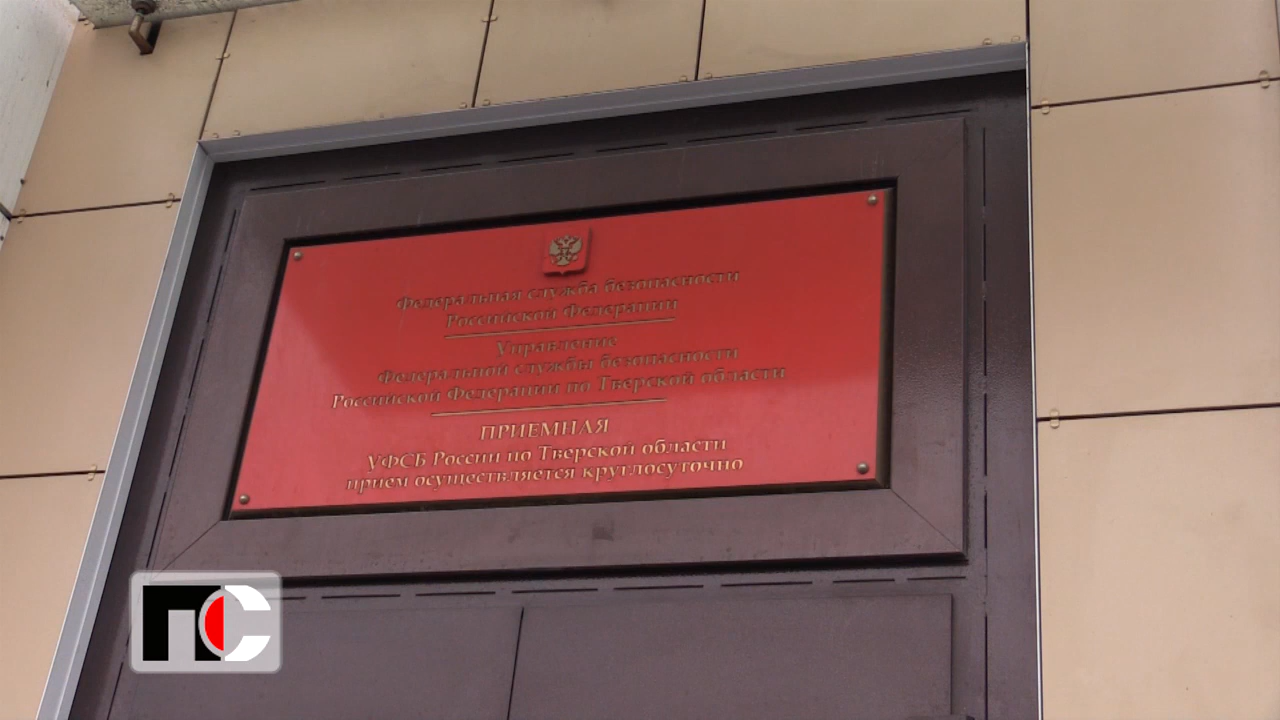 Федеральная служба безопасности
Российской Федерации
Управление
Федеральной службы безопасности
Российской Федерации по Тверской области
ПРИЕМНАЯ
УФСБ России по Тверской области
прием осуществляется круглосуточно
ПС